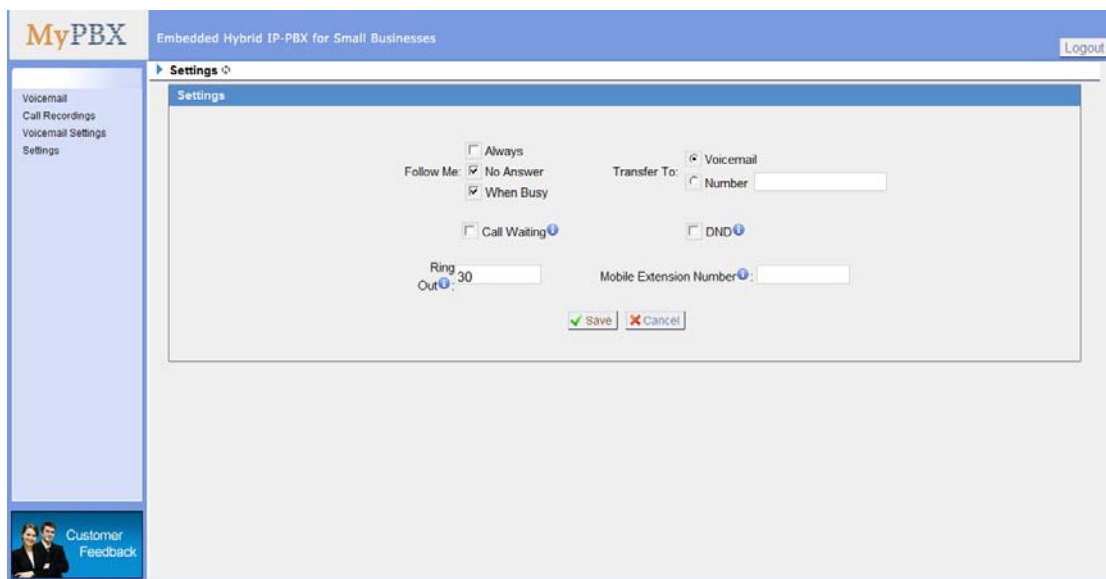 MyPBX
Embedded Hybrid IP-PBX for Small Businesses
Logout
Settings
Voicemail
Call Recordings
Voicemail Settings
Settings
Settings
Follow Me:
Always
No Answer
When Busy
Transfer To:
Voicemail
Number
Call Waiting
DND
Ring
Out: 30
Mobile Extension Number:
Save
Cancel
Customer
Feedback